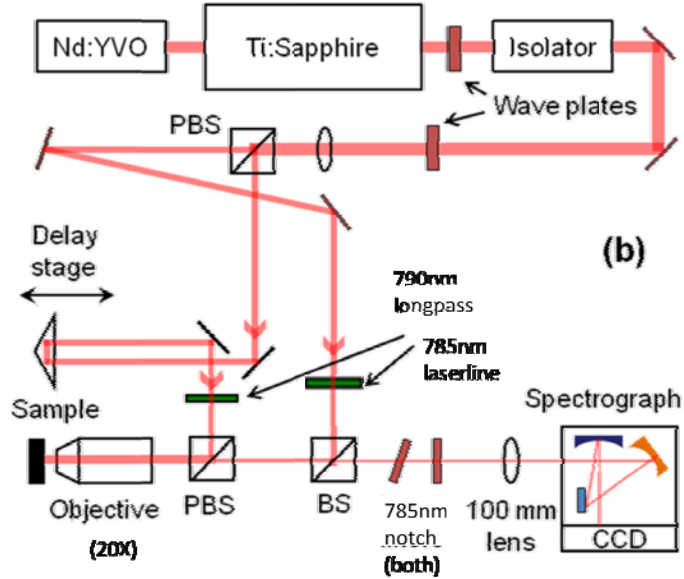 Nd:YVO
Ti:Sapphire
Isolator
Wave plates
PBS
Delay
stage
(b)
790nm
longpass
785nm
laserline
Sample
Spectrograph
Objective
(20X)
PBS
BS
785nm
notch
(both)
100 mm
lens
CCD